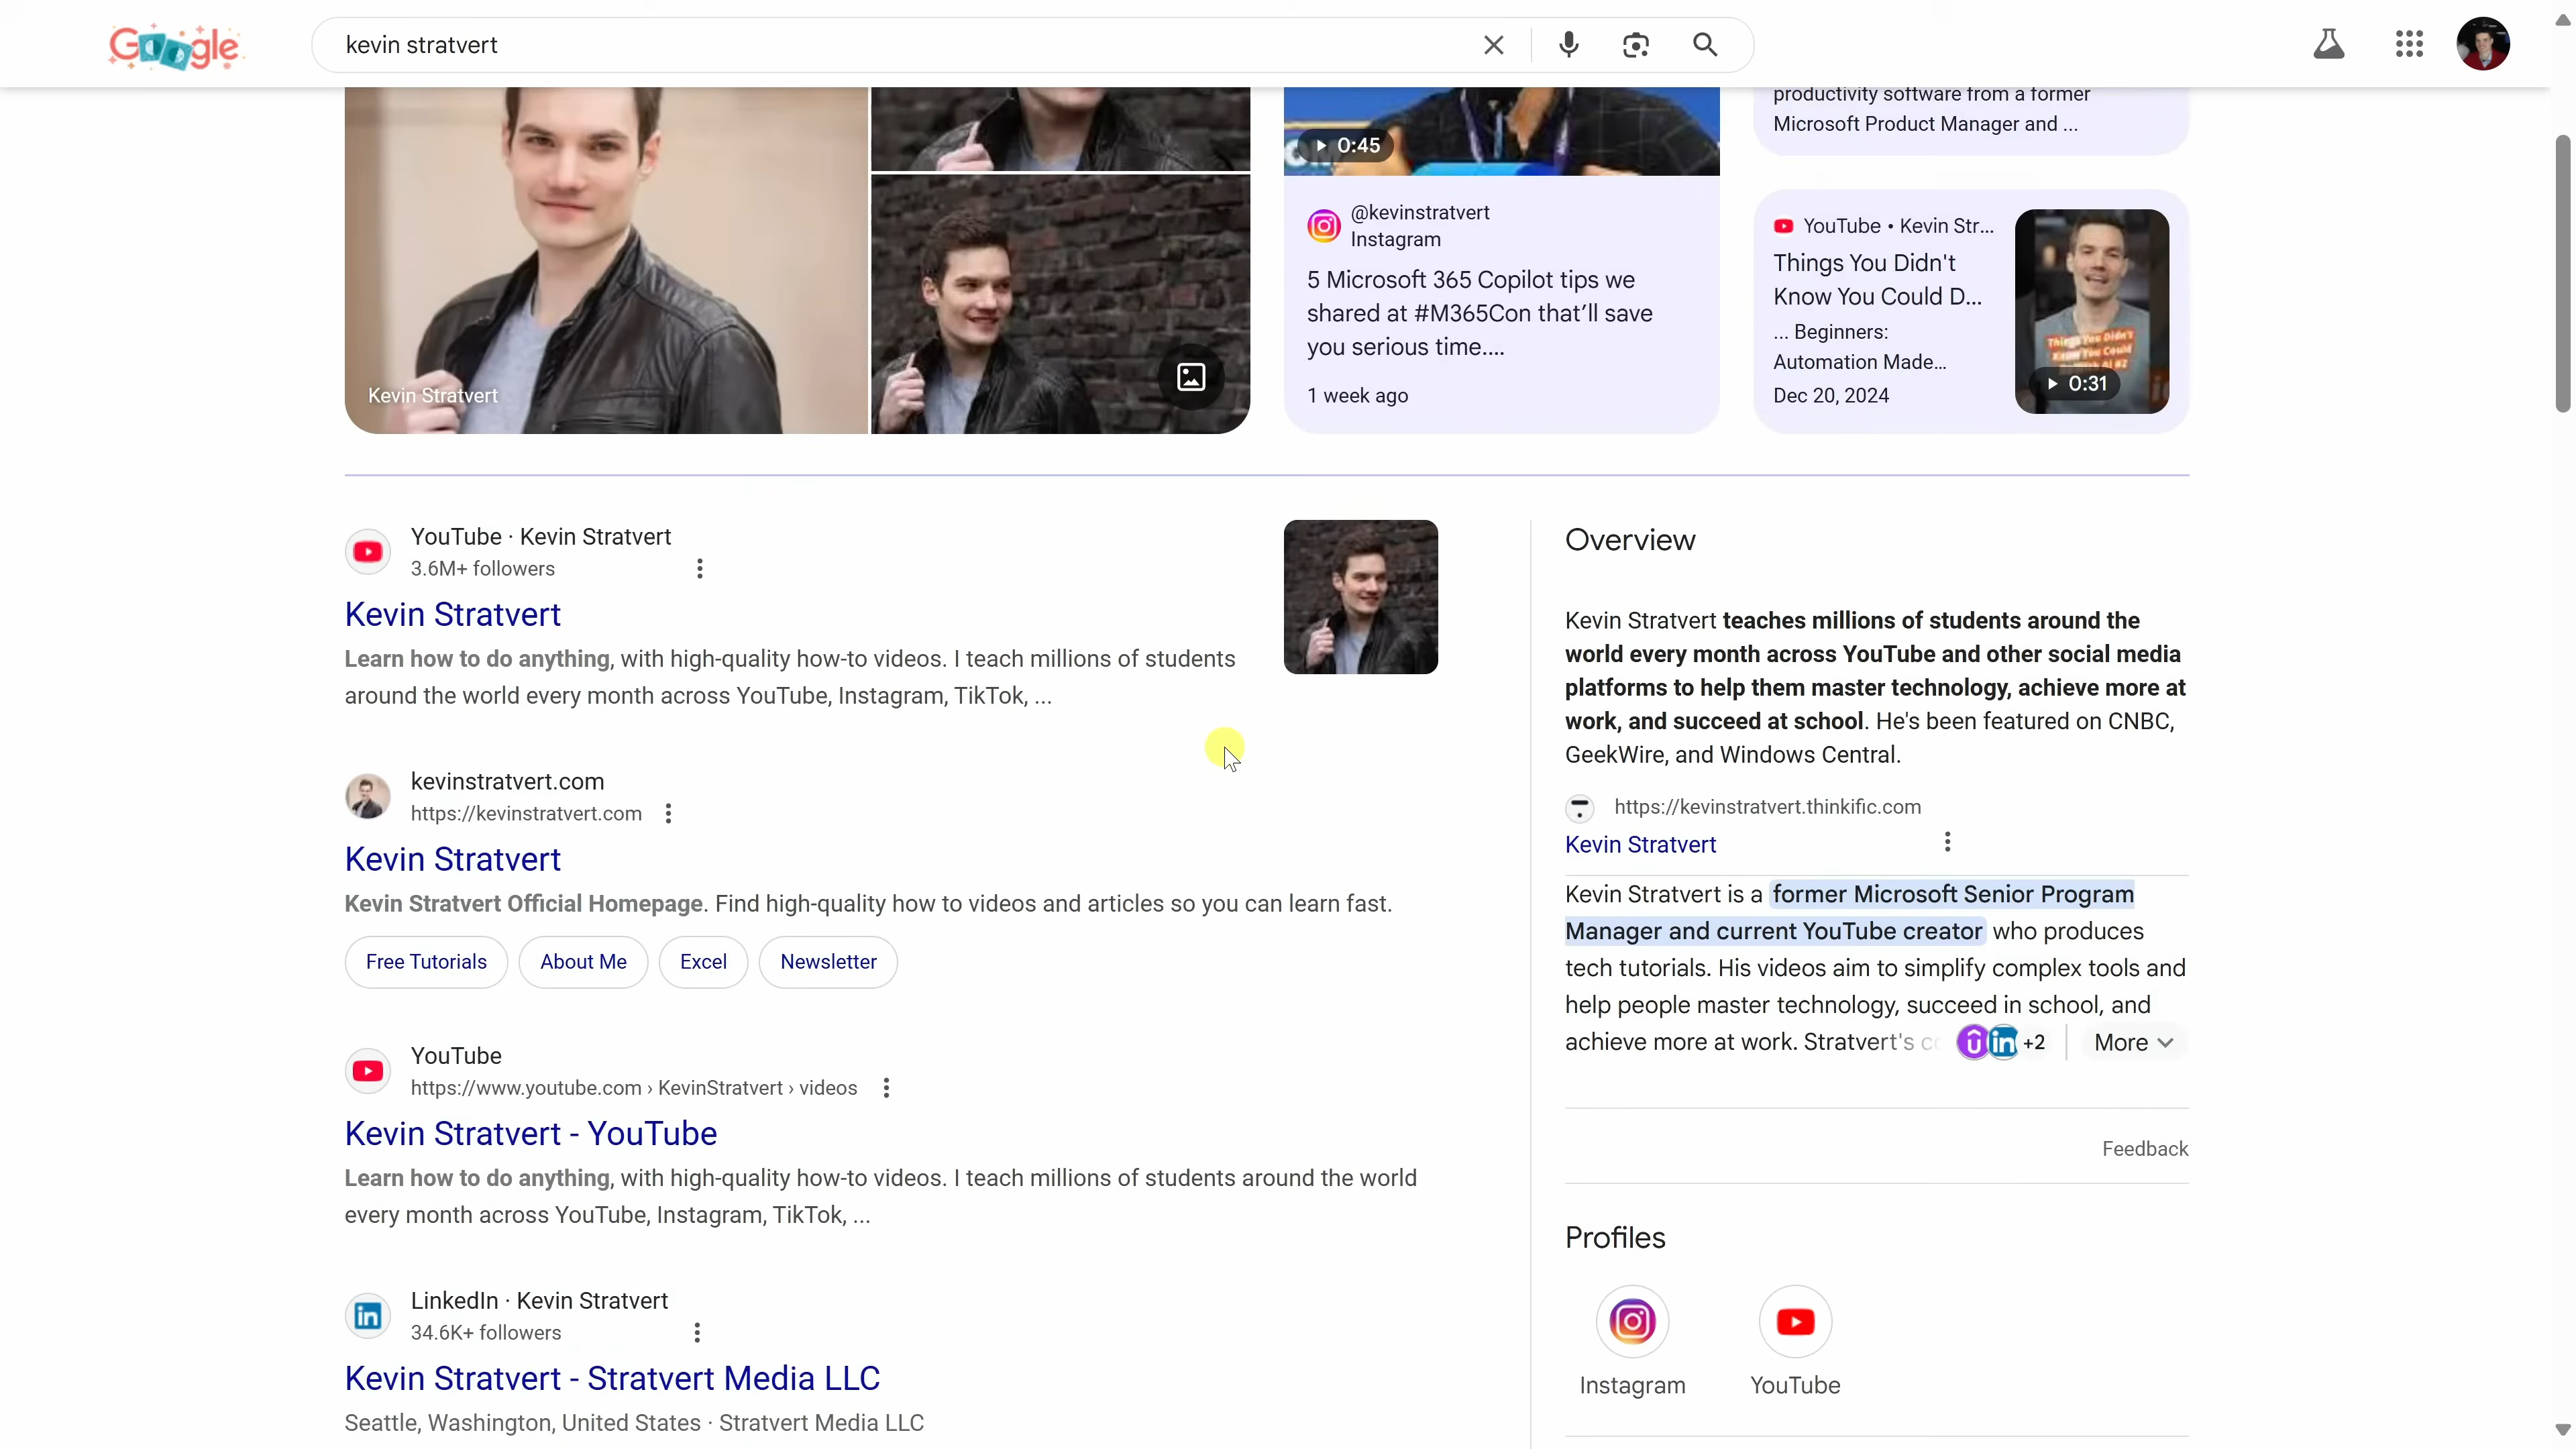 Google
kevin stratvert
productivity software from a former
Microsoft Product Manager and ...
Kevin Stratvert
0:45
@kevinstratvert
Instagram
5 Microsoft 365 Copilot tips we
shared at #M365Con that’ll save
you serious time....
1 week ago
YouTube • Kevin Str...
Things You Didn't
Know You Could D...
... Beginners:
Automation Made...
Dec 20, 2024
Things You Didn't
Know You Could
0:31
YouTube · Kevin Stratvert
3.6M+ followers
Kevin Stratvert
Learn how to do anything, with high-quality how-to videos. I teach millions of students
around the world every month across YouTube, Instagram, TikTok, ...
kevinstratvert.com
https://kevinstratvert.com
Kevin Stratvert
Kevin Stratvert Official Homepage. Find high-quality how to videos and articles so you can learn fast.
Free Tutorials
About Me
Excel
Newsletter
YouTube
https://www.youtube.com › KevinStratvert › videos
Kevin Stratvert - YouTube
Learn how to do anything, with high-quality how-to videos. I teach millions of students around the world
every month across YouTube, Instagram, TikTok, ...
LinkedIn · Kevin Stratvert
34.6K+ followers
Kevin Stratvert - Stratvert Media LLC
Seattle, Washington, United States · Stratvert Media LLC
Overview
Kevin Stratvert teaches millions of students around the
world every month across YouTube and other social media
platforms to help them master technology, achieve more at
work, and succeed at school. He's been featured on CNBC,
GeekWire, and Windows Central.
https://kevinstratvert.thinkific.com
Kevin Stratvert
Kevin Stratvert is a former Microsoft Senior Program
Manager and current YouTube creator who produces
tech tutorials. His videos aim to simplify complex tools and
help people master technology, succeed in school, and
achieve more at work. Stratvert's
in
+2
More
Feedback
Profiles
Instagram
YouTube